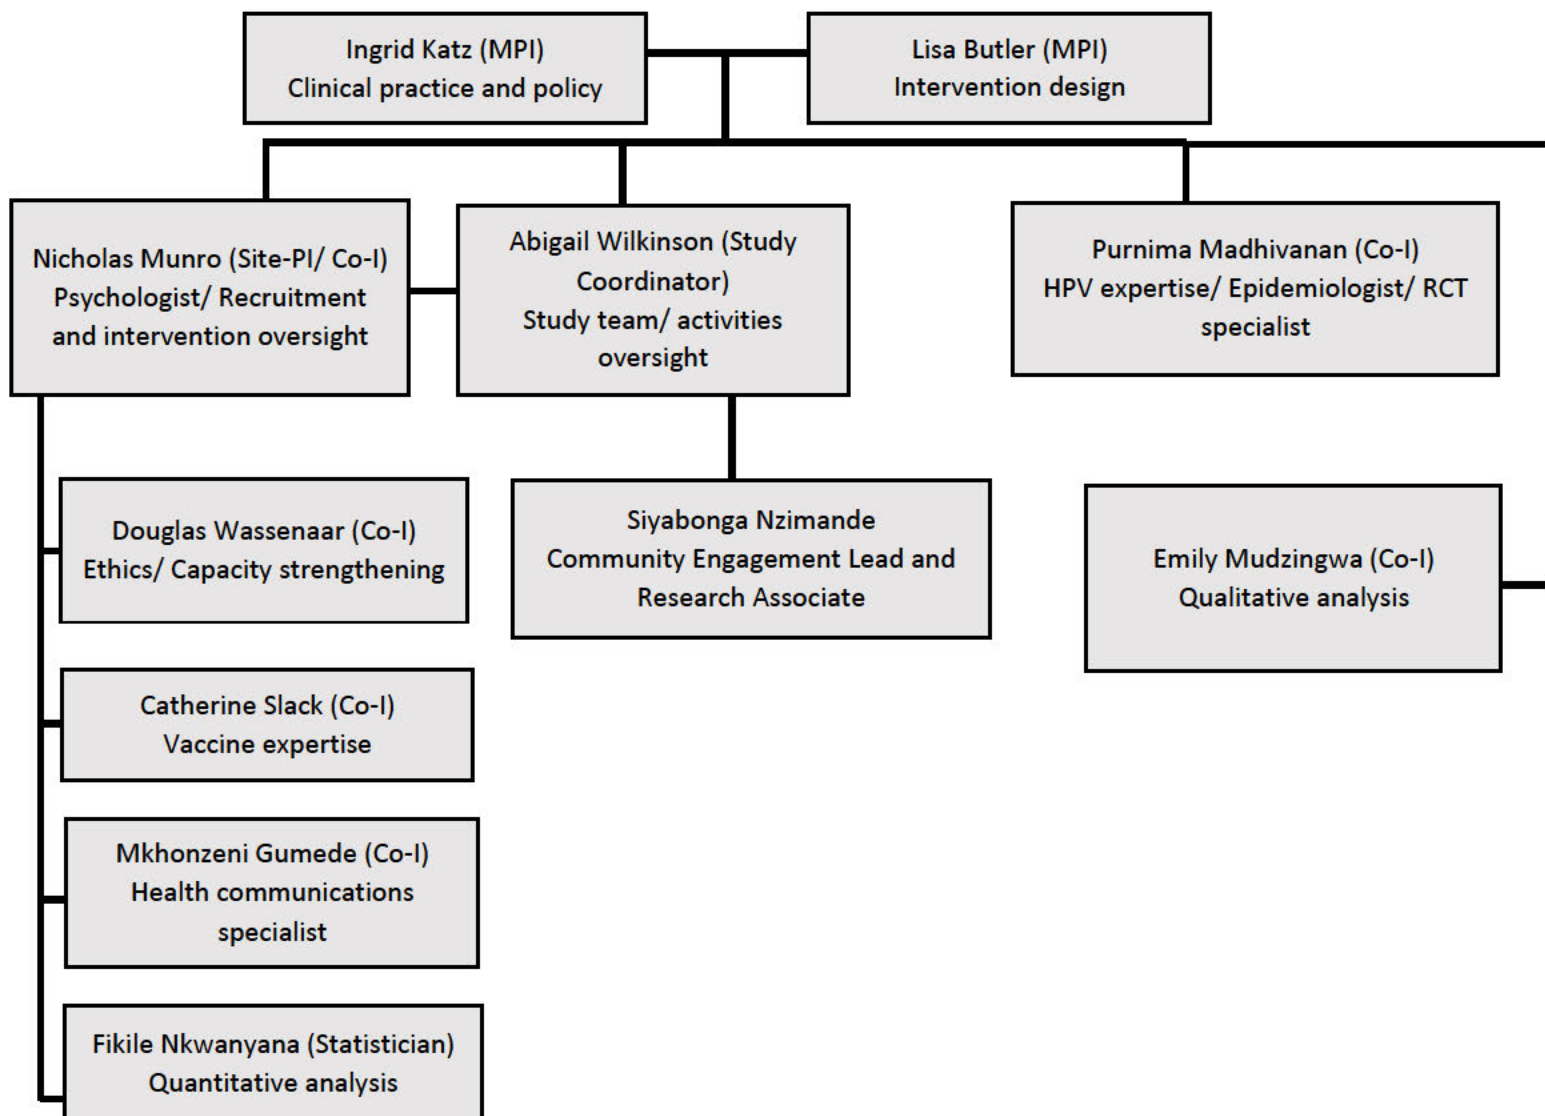 Ingrid Katz (MPI)
Clinical practice and policy
Lisa Butler (MPI)
Intervention design
Nicholas Munro (Site-PI/ Co-I)
Psychologist/ Recruitment
and intervention oversight
Abigail Wilkinson (Study
Coordinator)
Study team/ activities
oversight
Purnima Madhivanan (Co-I)
HPV expertise/ Epidemiologist/ RCT
specialist
Douglas Wassenaar (Co-I)
Ethics/ Capacity strengthening
Siyabonga Nzimande
Community Engagement Lead and
Research Associate
Emily Mudzingwa (Co-I)
Qualitative analysis
Catherine Slack (Co-I)
Vaccine expertise
Mkhonzeni Gumede (Co-I)
Health communications
specialist
Fikile Nkwanyana (Statistician)
Quantitative analysis